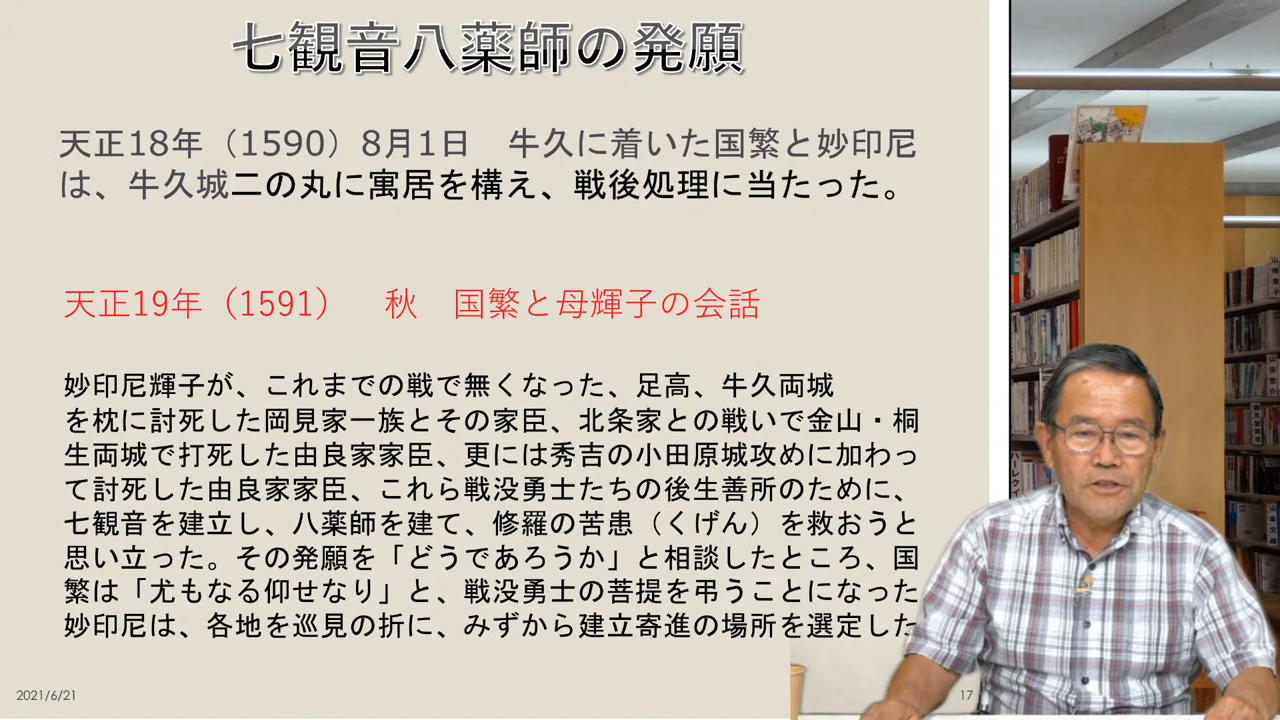 七観音八薬師の発願
天正18年（1590）8月1日　牛久に着いた国繁と妙印尼
は、牛久城二の丸に寓居を構え、戦後処理に当たった。
天正19年（1591）　秋　国繁と母輝子の会話
妙印尼輝子が、これまでの戦で無くなった、足高、牛久両城
を枕に討死した岡見家一族とその家臣、北条家との戦いで金山・桐
生両城で打死した由良家家臣、更には秀吉の小田原城攻めに加わっ
て討死した由良家家臣、これら戦没勇士たちの後生善所のために、
七観音を建立し、八薬師を建て、修羅の苦患（くげん）を救おうと
思い立った。その発願を「どうであろうか」と相談したところ、国
繁は「尤もなる仰せなり」と、戦没勇士の菩提を弔うことになった
妙印尼は、各地を巡見の折に、みずから建立寄進の場所を選定した
2021/6/21
17